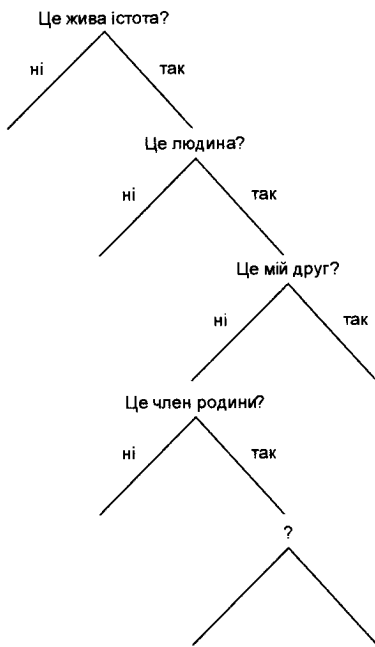 Це жива істота?
ні так
Це людина?
ні так
Це мій друг?
ні так
Це член родини?
ні так
?